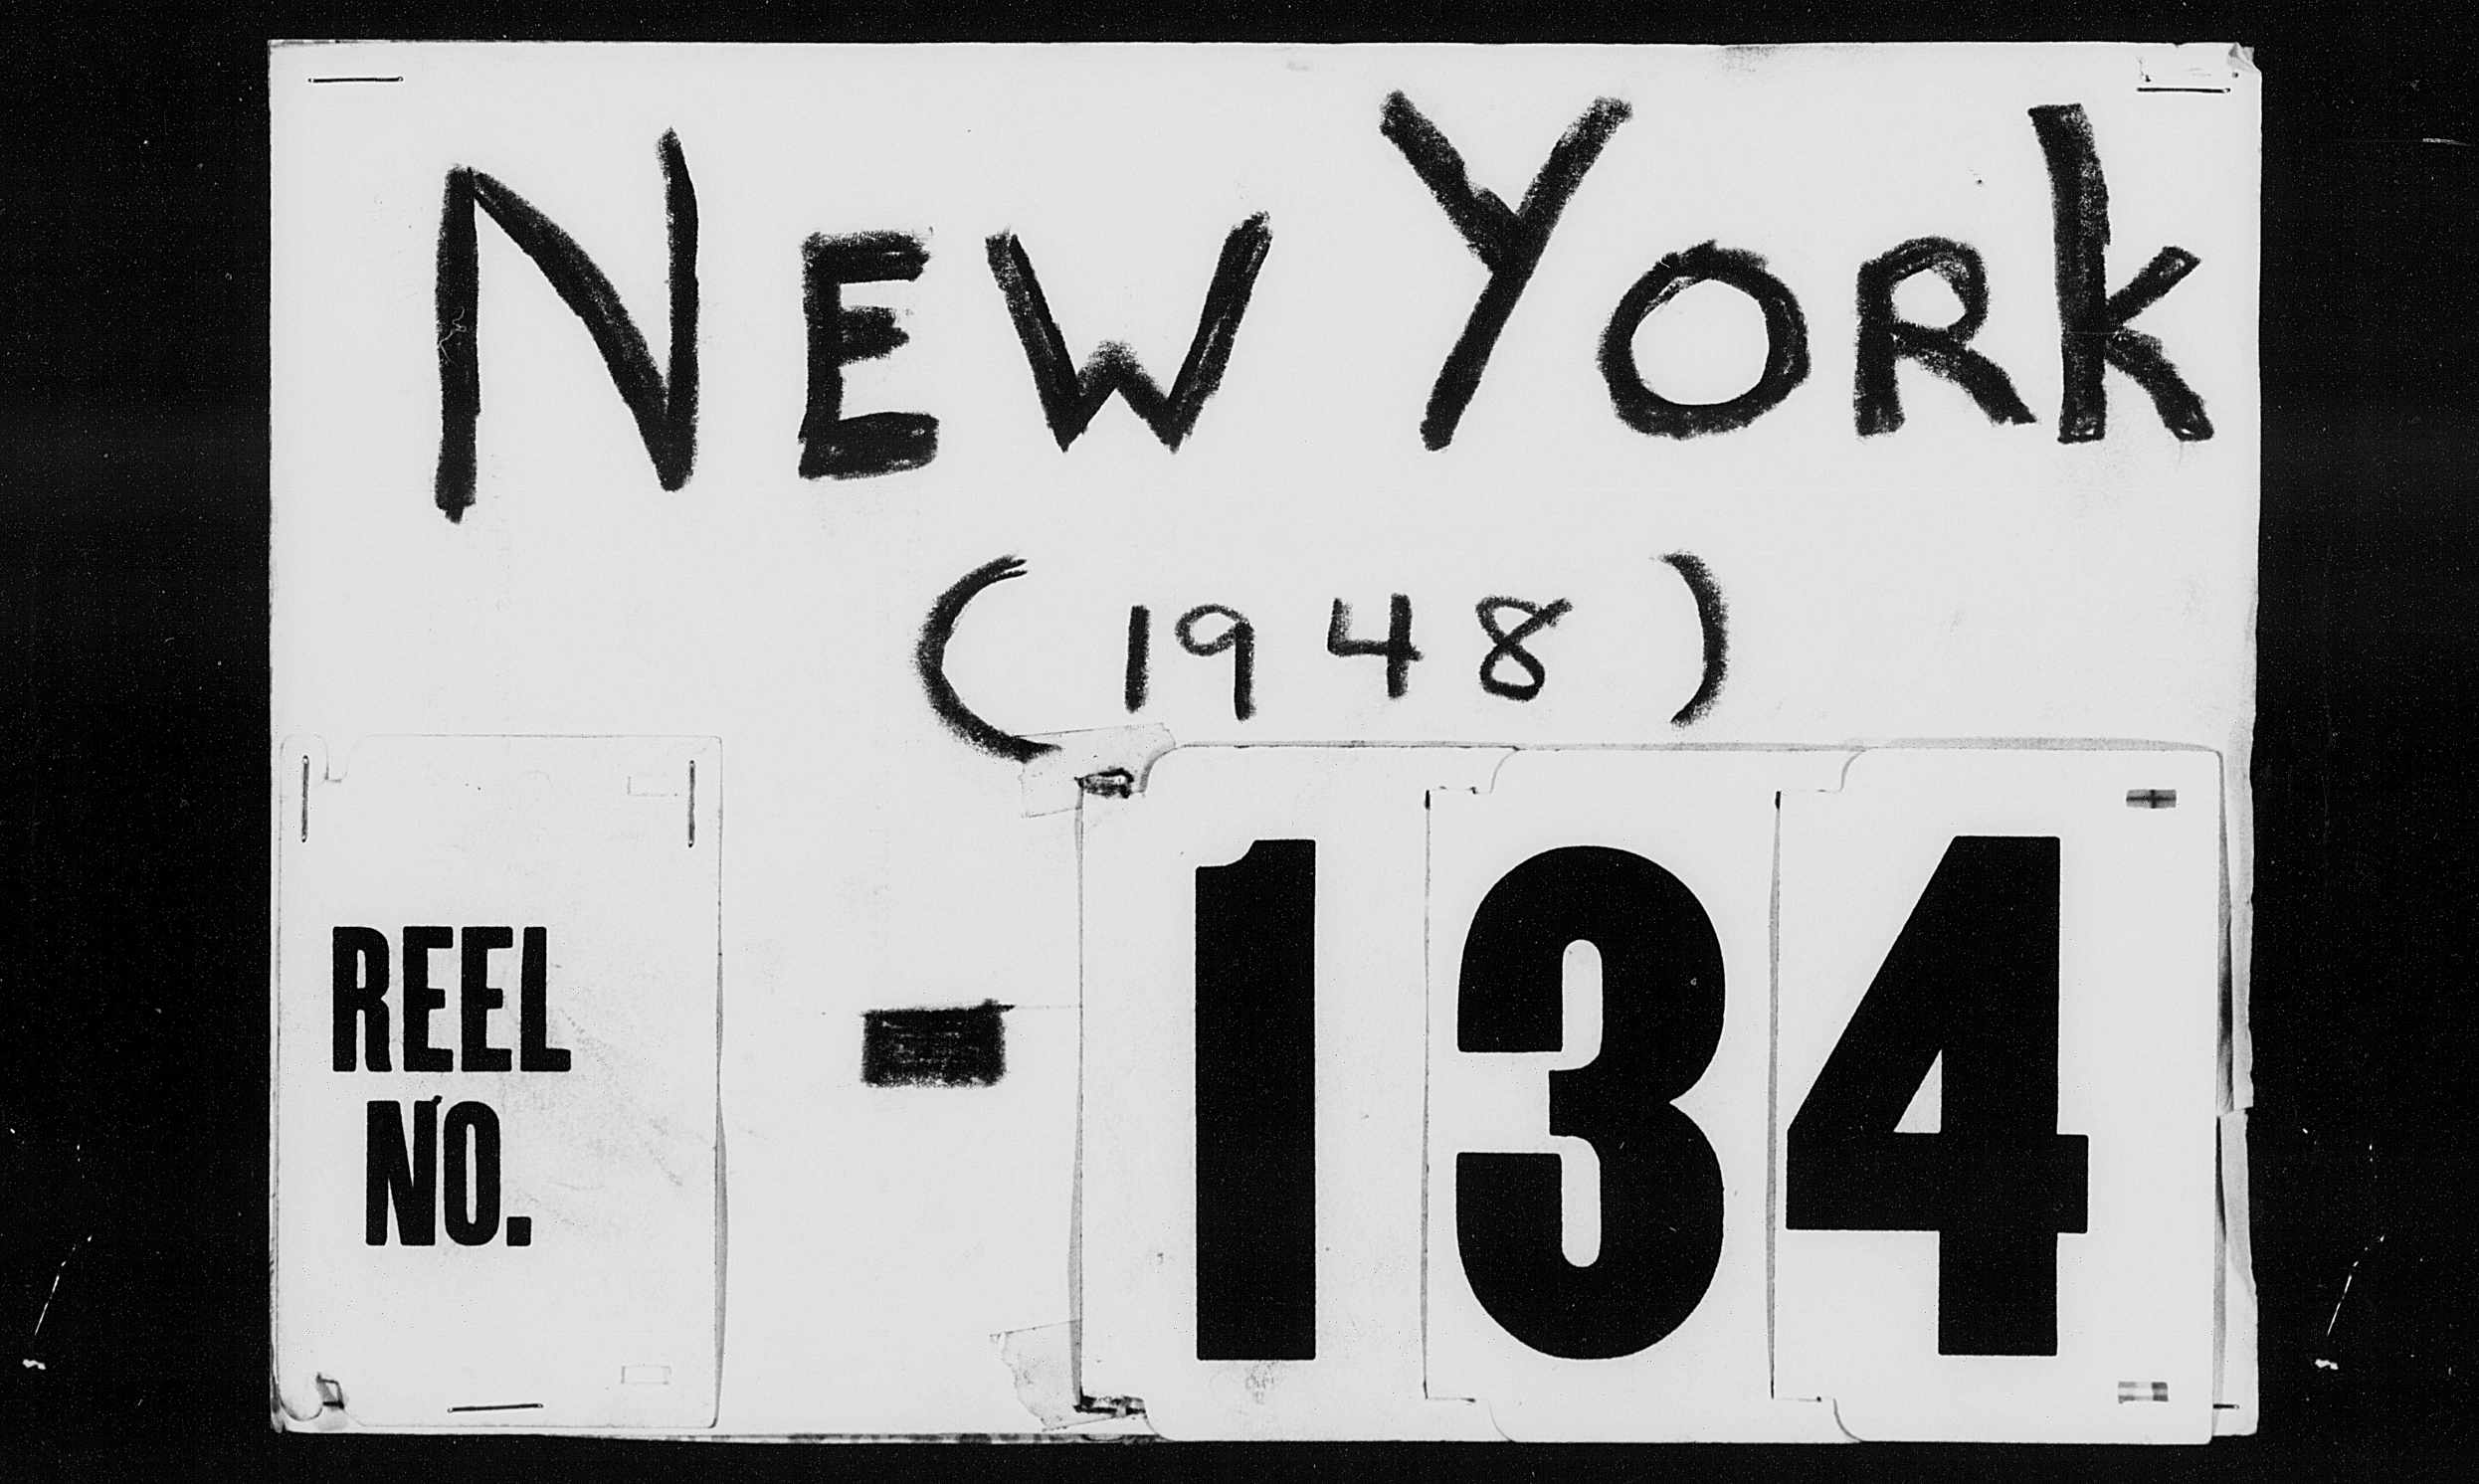 New York
(1948)
REEL
NO. - 134